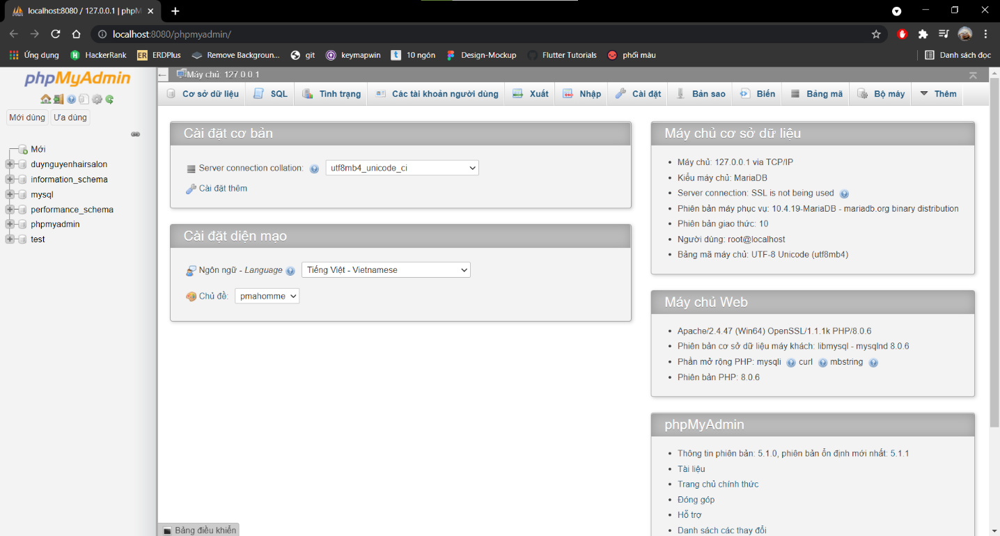 localhost:8080 / 127.0.0.1 | phpM
localhost:8080/phpmyadmin/
Ứng dụng HackerRank ERDPlus Remove Backgroun... git keymapwin 10 ngón Design-Mockup Flutter Tutorials phối màu Danh sách đọc
phpMyAdmin
Mới dùng Ưa dùng
Mới
duynguyenhairsalon
information_schema
mysql
performance_schema
phpmyadmin
test
Máy chủ: 127.0.0.1
Cơ sở dữ liệu SQL Tình trạng Các tài khoản người dùng Xuất Nhập Cài đặt Bản sao Biến Bảng mã Bộ máy Thêm
Cài đặt cơ bản
Server connection collation: utf8mb4_unicode_ci
Cài đặt thêm
Cài đặt diện mạo
Ngôn ngữ - Language Tiếng Việt - Vietnamese
Chủ đề: pmahomme
Máy chủ cơ sở dữ liệu
Máy chủ: 127.0.0.1 via TCP/IP
Kiểu máy chủ: MariaDB
Server connection: SSL is not being used
Phiên bản máy phục vụ: 10.4.19-MariaDB - mariadb.org binary distribution
Phiên bản giao thức: 10
Người dùng: root@localhost
Bảng mã máy chủ: UTF-8 Unicode (utf8mb4)
Máy chủ Web
Apache/2.4.47 (Win64) OpenSSL/1.1.1k PHP/8.0.6
Phiên bản cơ sở dữ liệu máy khách: libmysql - mysqlnd 8.0.6
Phần mở rộng PHP: mysqli curl mbstring
Phiên bản PHP: 8.0.6
phpMyAdmin
Thông tin phiên bản: 5.1.0, phiên bản ổn định mới nhất: 5.1.1
Tài liệu
Trang chủ chính thức
Đóng góp
Hỗ trợ
Danh sách các thay đổi
Bảng điều khiển